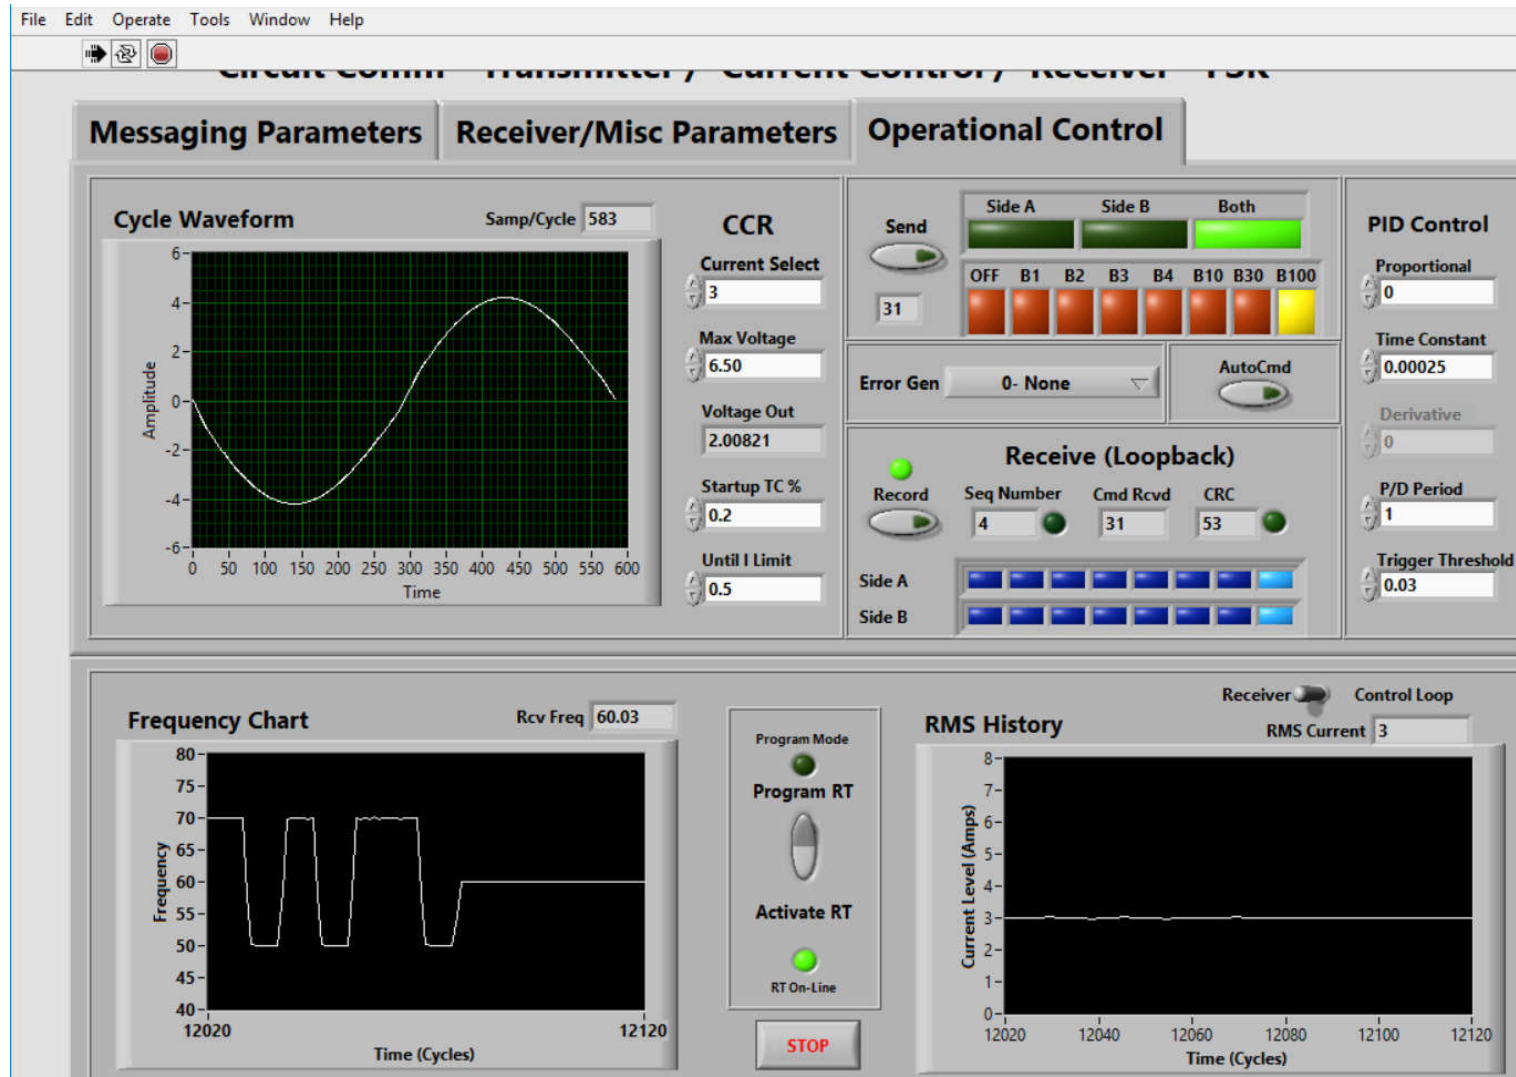 File Edit Operate Tools Window Help
Circuit Comm - Transmitter / Current Control / Receiver - FSK
Messaging Parameters
Receiver/Misc Parameters
Operational Control
Cycle Waveform
Samp/Cycle 583
6
4
2
0
-2
-4
-6
Amplitude
0 50 100 150 200 250 300 350 400 450 500 550 600
Time
CCR
Current Select
3
Max Voltage
6.50
Voltage Out
2.00821
Startup TC %
0.2
Until I Limit
0.5
Send
31
Side A Side B Both
OFF B1 B2 B3 B4 B10 B30 B100
Error Gen 0- None
AutoCmd
Receive (Loopback)
Record
Seq Number Cmd Rcvd CRC
4 31 53
Side A
Side B
PID Control
Proportional
0
Time Constant
0.00025
Derivative
0
P/D Period
1
Trigger Threshold
0.03
Frequency Chart
Rcv Freq 60.03
80
75
70
65
60
55
50
45
40
Frequency
12020 12120
Time (Cycles)
Program Mode
Program RT
Activate RT
RT On-Line
STOP
Receiver Control Loop
RMS History
RMS Current 3
8
7
6
5
4
3
2
1
0
Current Level (Amps)
12020 12040 12060 12080 12100 12120
Time (Cycles)